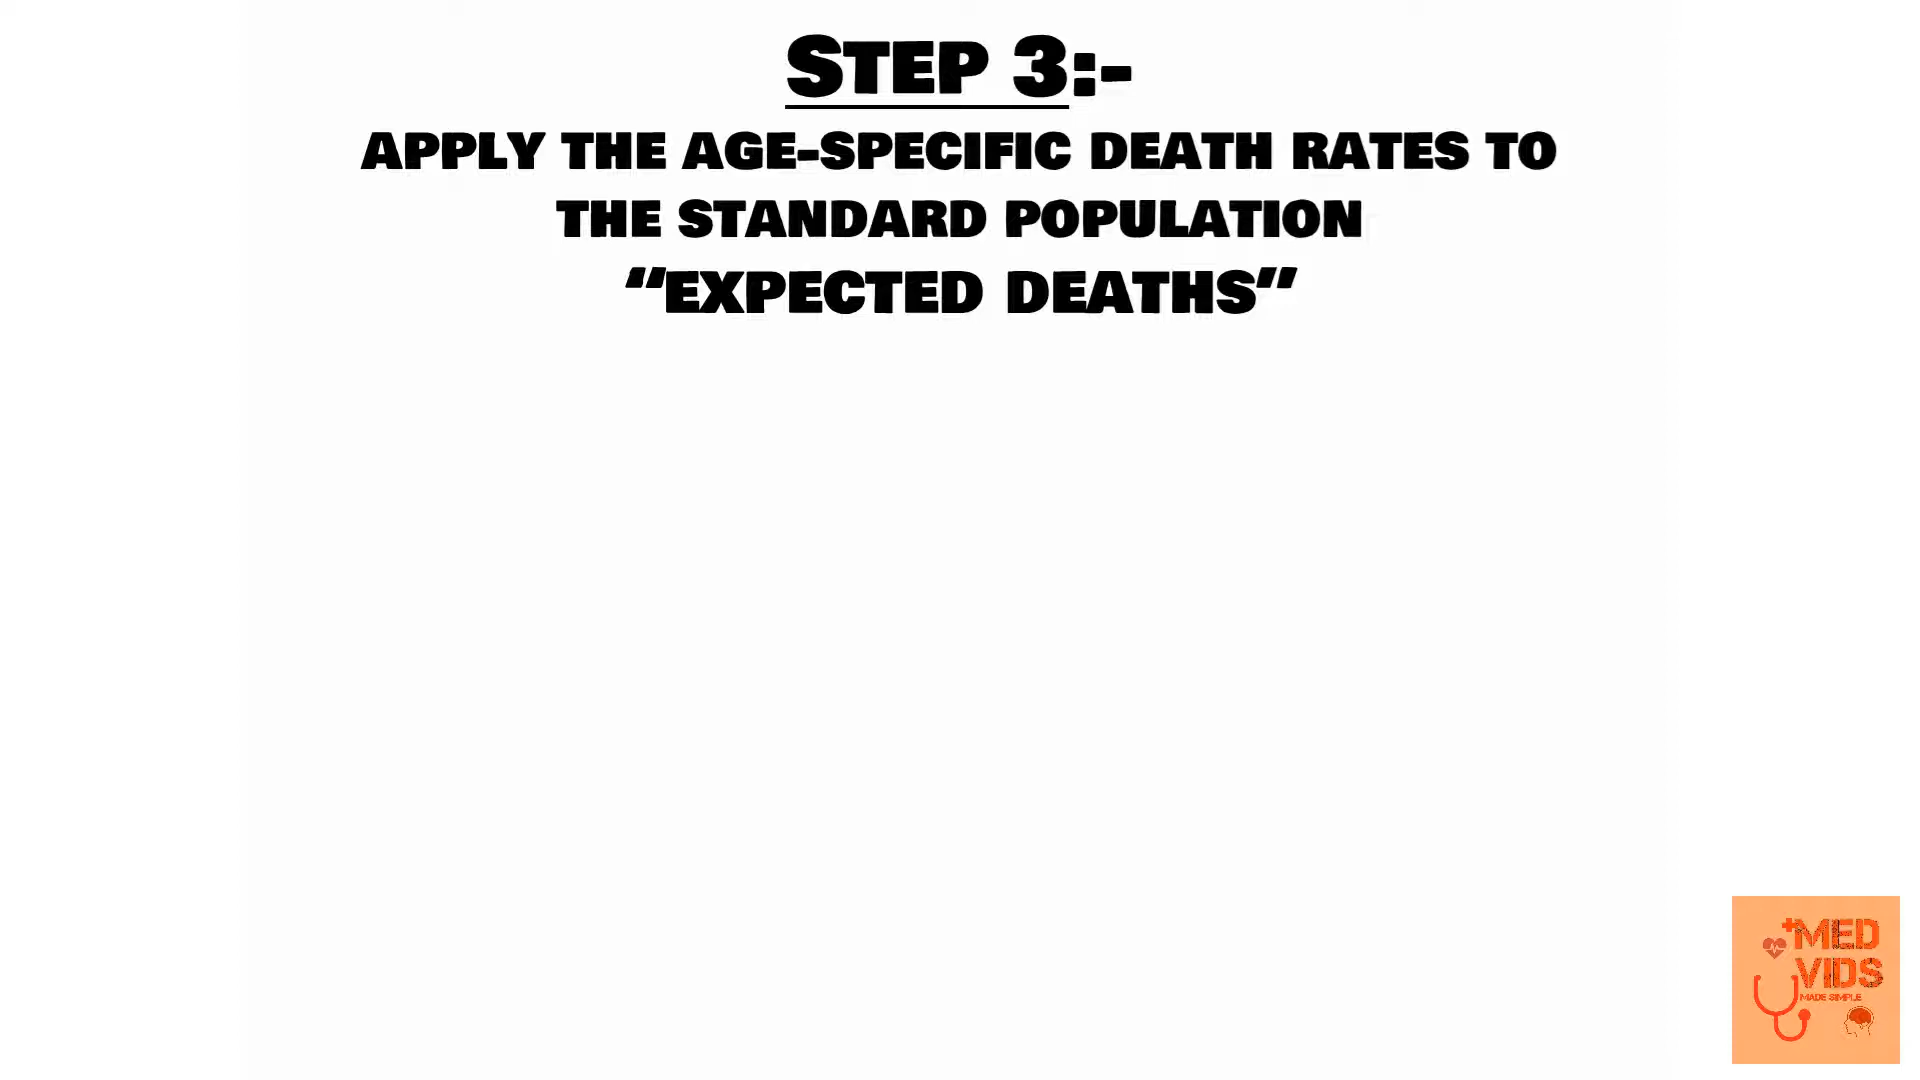 STEP 3:-
APPLY THE AGE-SPECIFIC DEATH RATES TO
THE STANDARD POPULATION
“EXPECTED DEATHS”
MED
VIDS
MADE SIMPLE